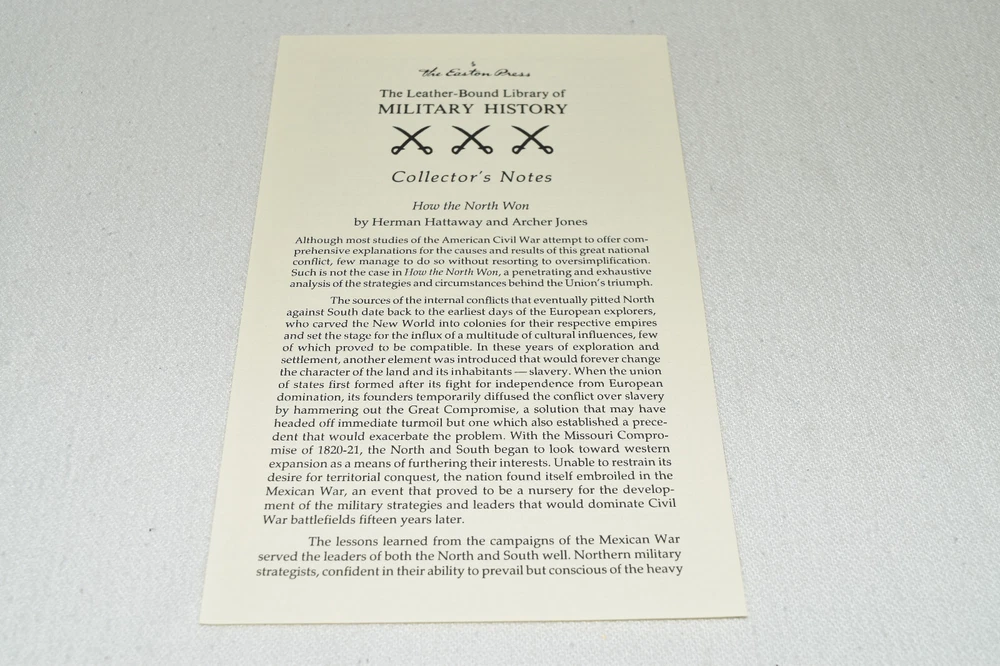 the Easton Press
The Leather-Bound Library of
MILITARY HISTORY
Collector's Notes
How the North Won
by Herman Hattaway and Archer Jones
Although most studies of the American Civil War attempt to offer com-
prehensive explanations for the causes and results of this great national
conflict, few manage to do so without resorting to oversimplification.
Such is not the case in How the North Won, a penetrating and exhaustive
analysis of the strategies and circumstances behind the Union's triumph.
The sources of the internal conflicts that eventually pitted North
against South date back to the earliest days of the European explorers,
who carved the New World into colonies for their respective empires
and set the stage for the influx of a multitude of cultural influences, few
of which proved to be compatible. In these years of exploration and
settlement, another element was introduced that would forever change
the character of the land and its inhabitants — slavery. When the union
of states first formed after its fight for independence from European
domination, its founders temporarily diffused the conflict over slavery
by hammering out the Great Compromise, a solution that may have
headed off immediate turmoil but one which also established a prece-
dent that would exacerbate the problem. With the Missouri Compro-
mise of 1820-21, the North and South began to look toward western
expansion as a means of furthering their interests. Unable to restrain its
desire for territorial conquest, the nation found itself embroiled in the
Mexican War, an event that proved to be a nursery for the develop-
ment of the military strategies and leaders that would dominate Civil
War battlefields fifteen years later.
The lessons learned from the campaigns of the Mexican War
served the leaders of both the North and South well. Northern military
strategists, confident in their ability to prevail but conscious of the heavy